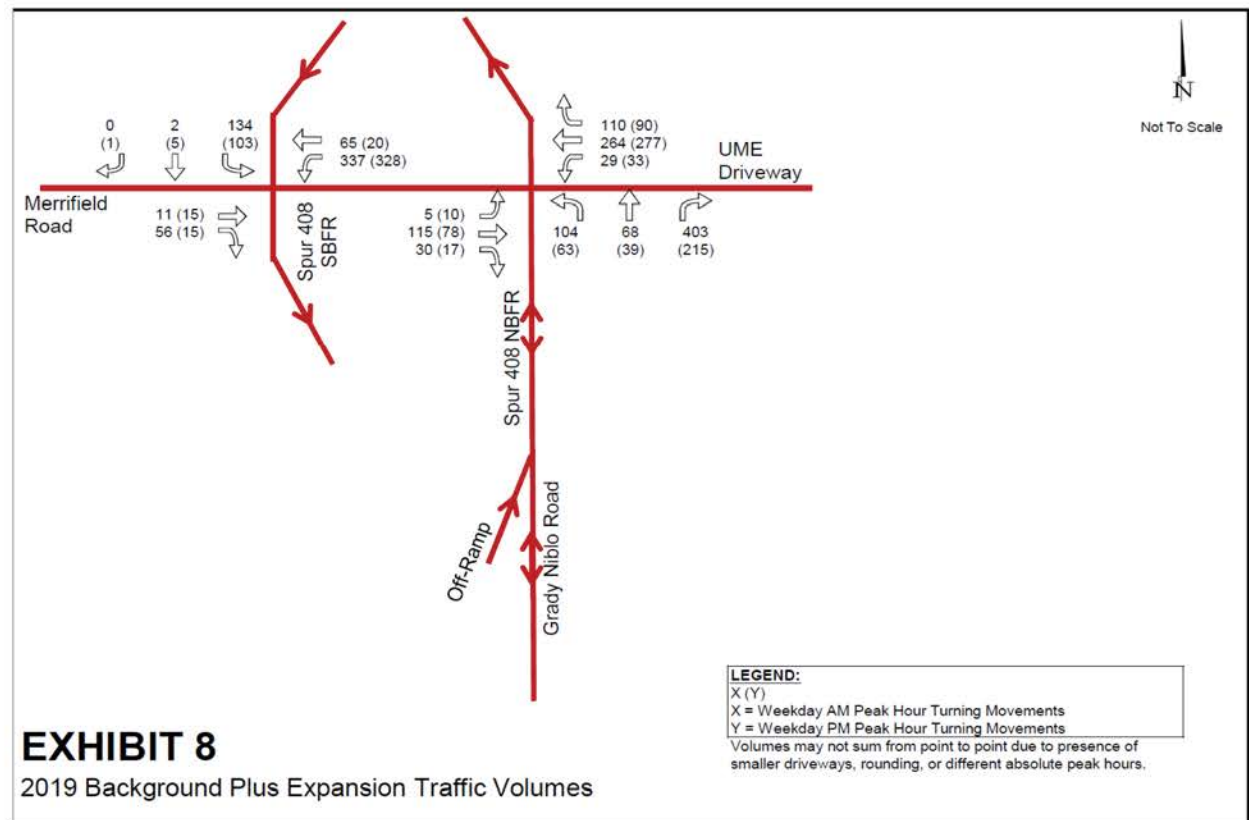 N
Not To Scale
0
(1)
2
(5)
134
(103)
65 (20)
337 (328)
110 (90)
264 (277)
29 (33)
UME
Driveway
Merrifield
Road
11 (15)
56 (15)
Spur 408
SBFR
5 (10)
115 (78)
30 (17)
104
(63)
68
(39)
403
(215)
Spur 408 NBFR
Off-Ramp
Grady Niblo Road
LEGEND:
X (Y)
X = Weekday AM Peak Hour Turning Movements
Y = Weekday PM Peak Hour Turning Movements
Volumes may not sum from point to point due to presence of
smaller driveways, rounding, or different absolute peak hours.
EXHIBIT 8
2019 Background Plus Expansion Traffic Volumes